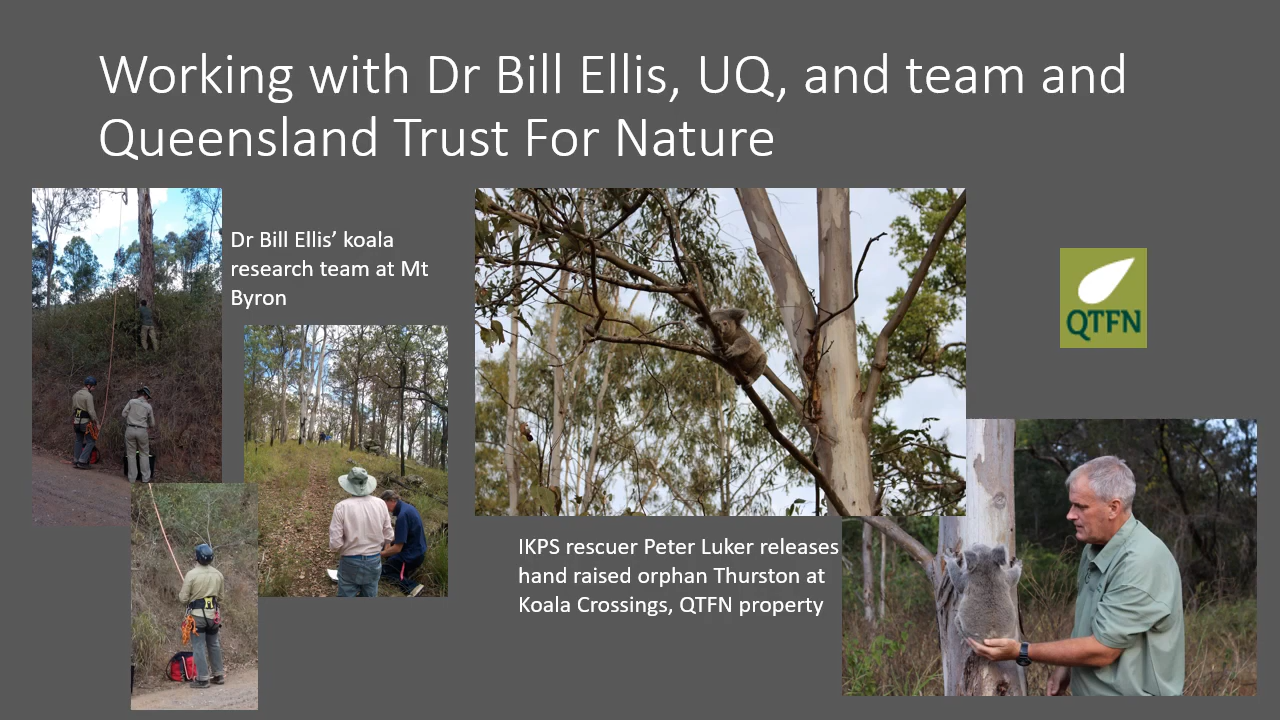 Working with Dr Bill Ellis, UQ, and team and
Queensland Trust For Nature
Dr Bill Ellis’ koala
research team at Mt
Byron
QTFN
IKPS rescuer Peter Luker releases
hand raised orphan Thurston at
Koala Crossings, QTFN property